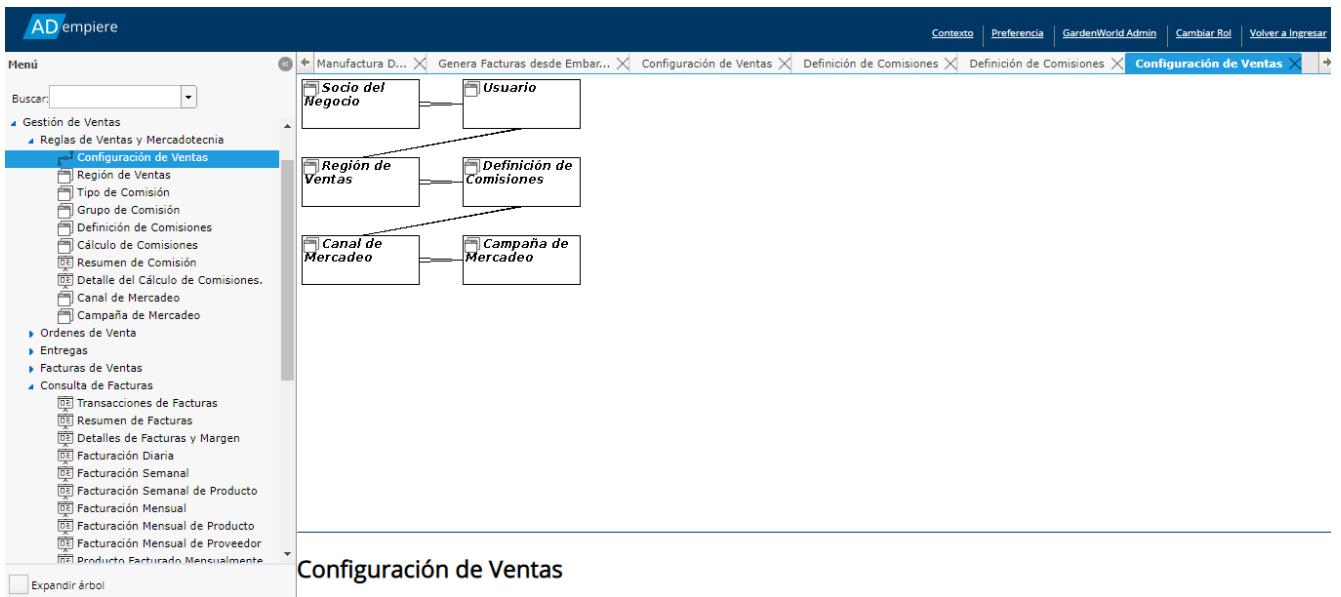 ADempiere
Contexto
Preferencia
GardenWorld Admin
Cambiar Rol
Volver a Ingresar
Menú
Buscar:
Gestión de Ventas
Reglas de Ventas y Mercadotecnia
Configuración de Ventas
Región de Ventas
Tipo de Comisión
Grupo de Comisión
Definición de Comisiones
Cálculo de Comisiones
Resumen de Comisión
Detalle del Cálculo de Comisiones.
Canal de Mercadeo
Campaña de Mercadeo
Ordenes de Venta
Entregas
Facturas de Ventas
Consulta de Facturas
Transacciones de Facturas
Resumen de Facturas
Detalles de Facturas y Margen
Facturación Diaria
Facturación Semanal
Facturación Semanal de Producto
Facturación Mensual
Facturación Mensual de Producto
Facturación Mensual de Proveedor
Producto Facturado Mensualmente
Expandir árbol
Manufactura D...
Genera Facturas desde Embar...
Configuración de Ventas
Definición de Comisiones
Definición de Comisiones
Configuración de Ventas
Socio del
Negocio
Usuario
Región de
Ventas
Definición de
Comisiones
Canal de
Mercadeo
Campaña de
Mercadeo
Configuración de Ventas